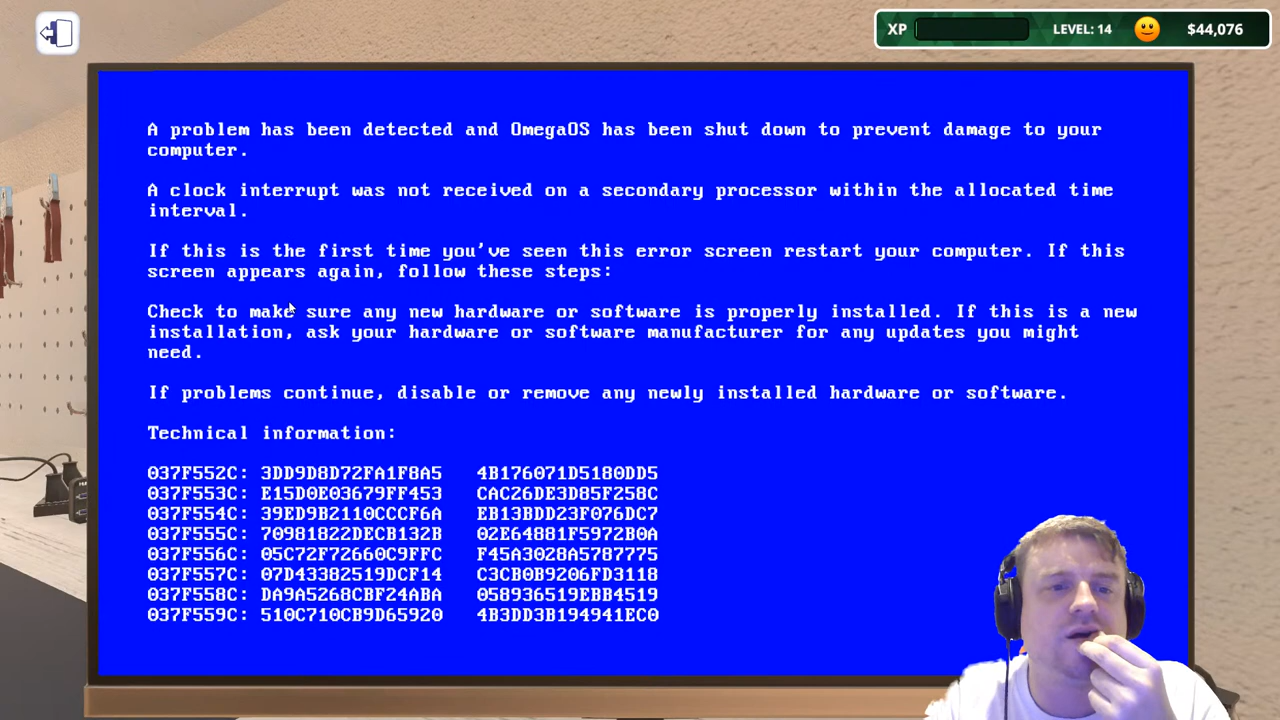 XP
LEVEL: 14
$44,076
A problem has been detected and OmegaOS has been shut down to prevent damage to your
computer.
A clock interrupt was not received on a secondary processor within the allocated time
interval.
If this is the first time you've seen this error screen restart your computer. If this
screen appears again, follow these steps:
Check to make sure any new hardware or software is properly installed. If this is a new
installation, ask your hardware or software manufacturer for any updates you might
need.
If problems continue, disable or remove any newly installed hardware or software.
Technical information:
037F552C: 3DD9D8D72FA1F8A5 4B176071D5180DD5
037F553C: E15D0E03679FF453 CAC26DE3D85F258C
037F554C: 39ED9B2110CCCF6A EB13BDD23F076DC7
037F555C: 70981822DECB132B 02E64881F5972B0A
037F556C: 05C72F72660C9FFC F45A3028A5787775
037F557C: 07D43382519DCF14 C3CB0B9206FD3118
037F558C: DA9A5268CBF24ABA 058936519EBB4519
037F559C: 510C710CB9D65920 4B3DD3B194941EC0